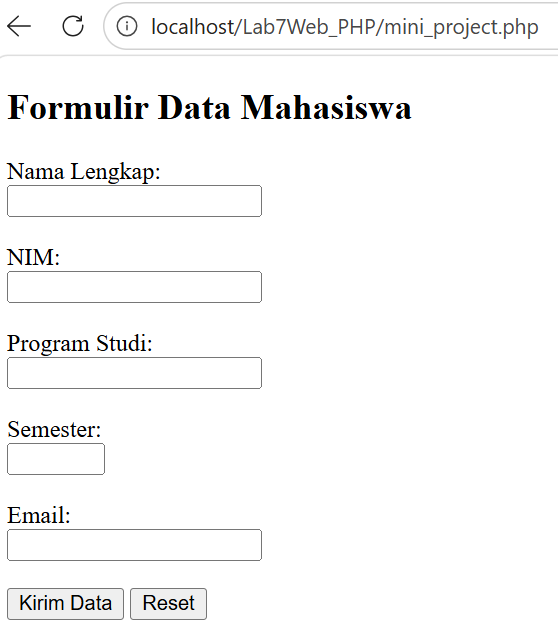 localhost/Lab7Web_PHP/mini_project.php
Formulir Data Mahasiswa
Nama Lengkap:
NIM:
Program Studi:
Semester:
Email:
Kirim Data Reset